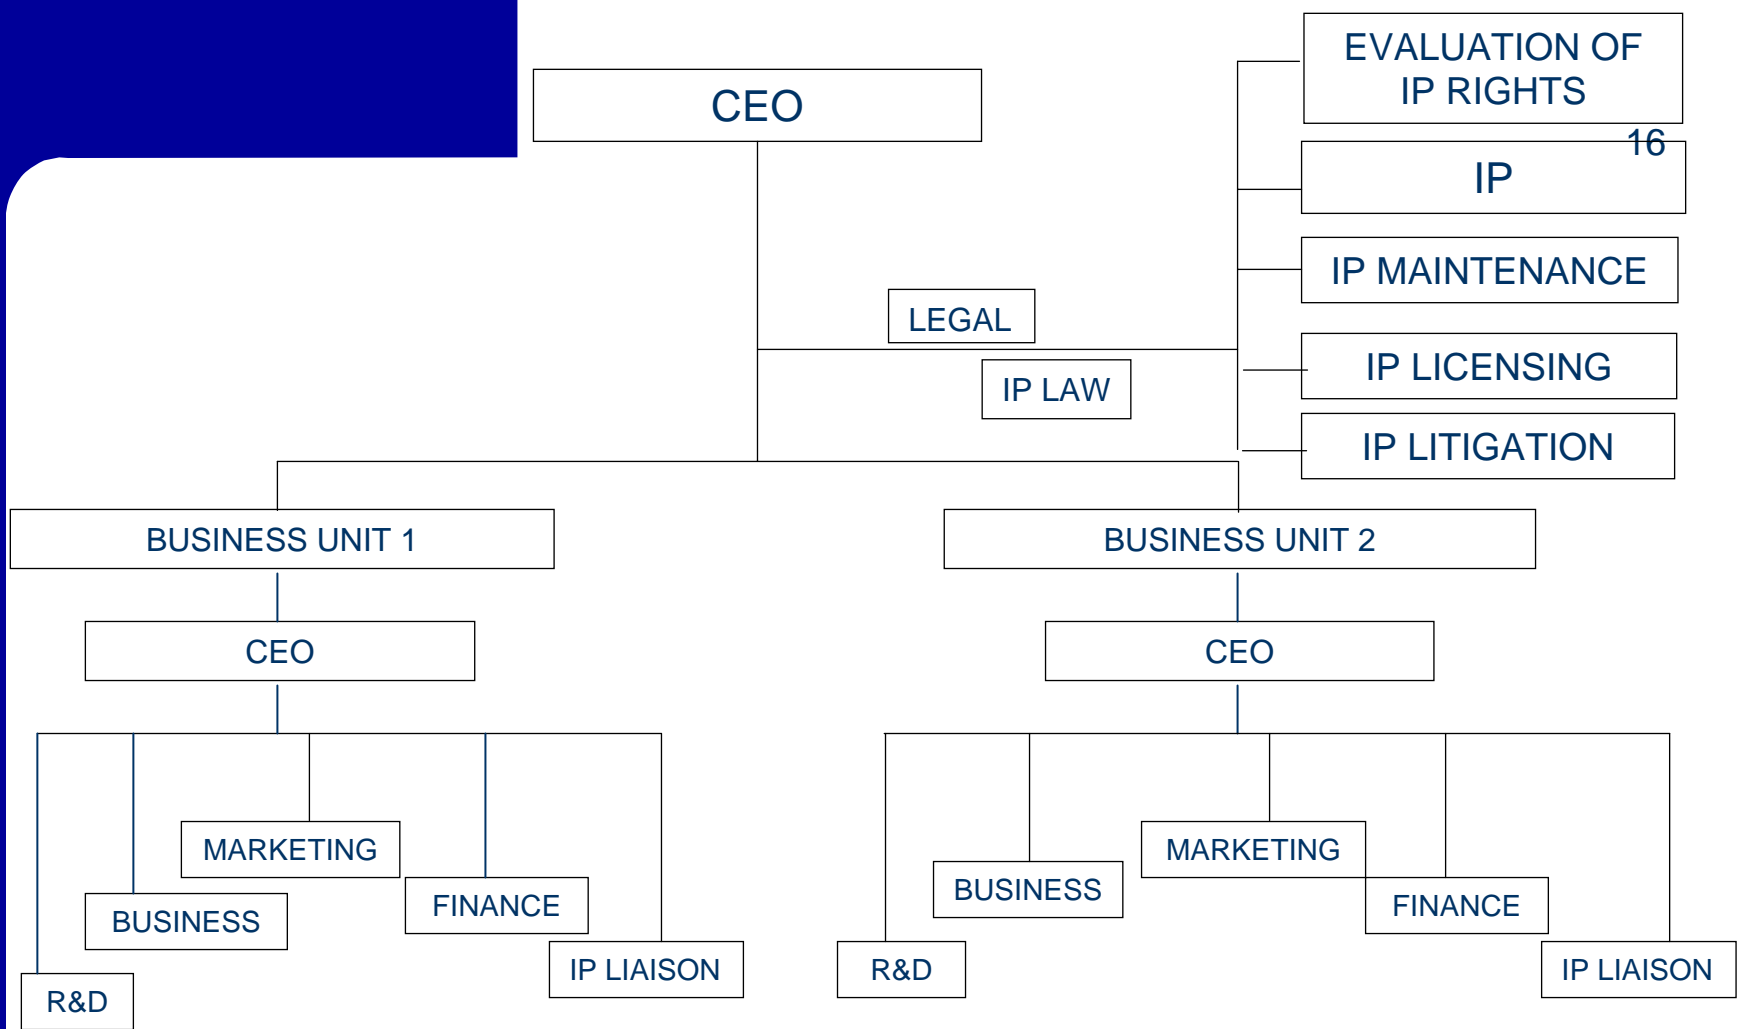 CEO
EVALUATION OF
IP RIGHTS
16
IP
IP MAINTENANCE
LEGAL
IP LAW
IP LICENSING
IP LITIGATION
BUSINESS UNIT 1
BUSINESS UNIT 2
CEO
CEO
MARKETING
BUSINESS
FINANCE
IP LIAISON
R&D
MARKETING
BUSINESS
FINANCE
R&D
IP LIAISON